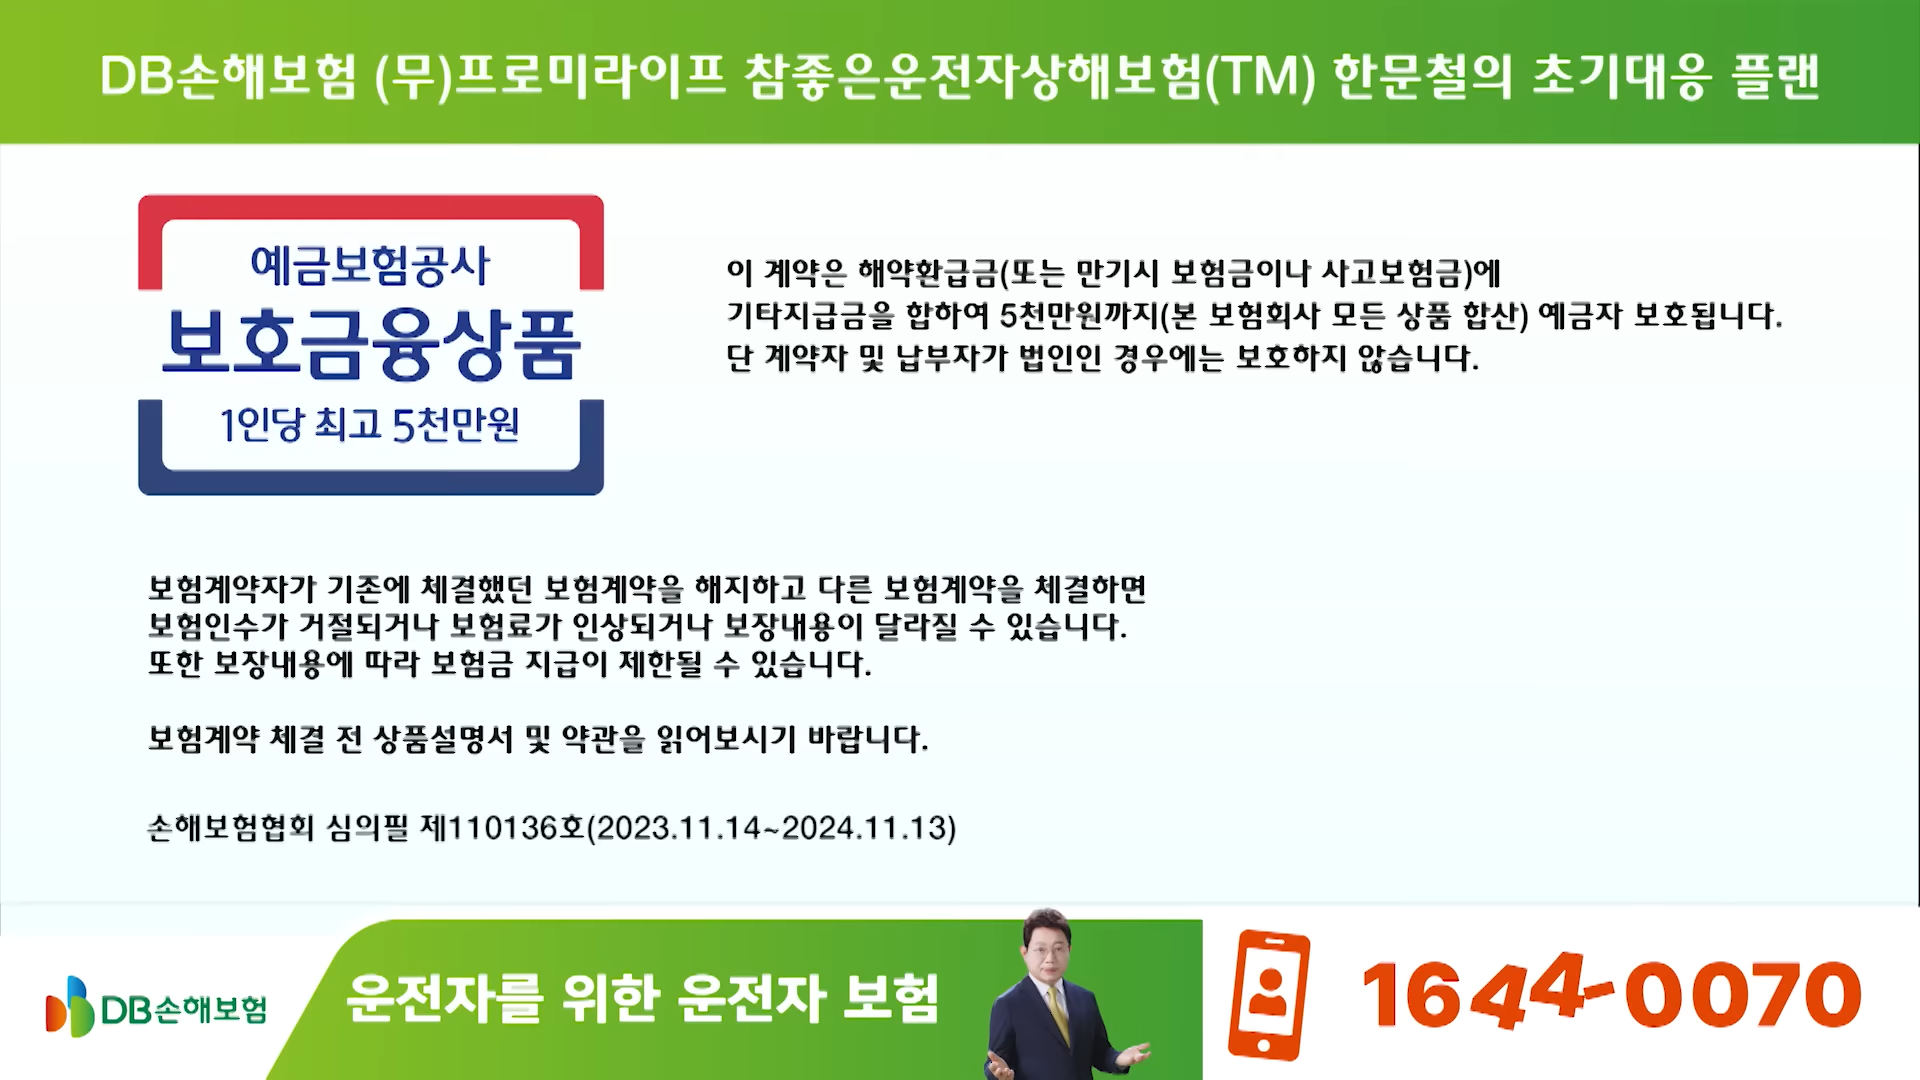 DB손해보험 (무)프로미라이프 참좋은운전자상해보험(TM) 한문철의 초기대응 플랜
예금보험공사
보호금융상품
1인당 최고 5천만원
이 계약은 해약환급금(또는 만기시 보험금이나 사고보험금)에
기타지급금을 합하여 5천만원까지(본 보험회사 모든 상품 합산) 예금자 보호됩니다.
단 계약자 및 납부자가 법인인 경우에는 보호하지 않습니다.
보험계약자가 기존에 체결했던 보험계약을 해지하고 다른 보험계약을 체결하면
보험인수가 거절되거나 보험료가 인상되거나 보장내용이 달라질 수 있습니다.
또한 보장내용에 따라 보험금 지급이 제한될 수 있습니다.
보험계약 체결 전 상품설명서 및 약관을 읽어보시기 바랍니다.
손해보험협회 심의필 제110136호(2023.11.14~2024.11.13)
DB손해보험
운전자를 위한 운전자 보험
1644-0070